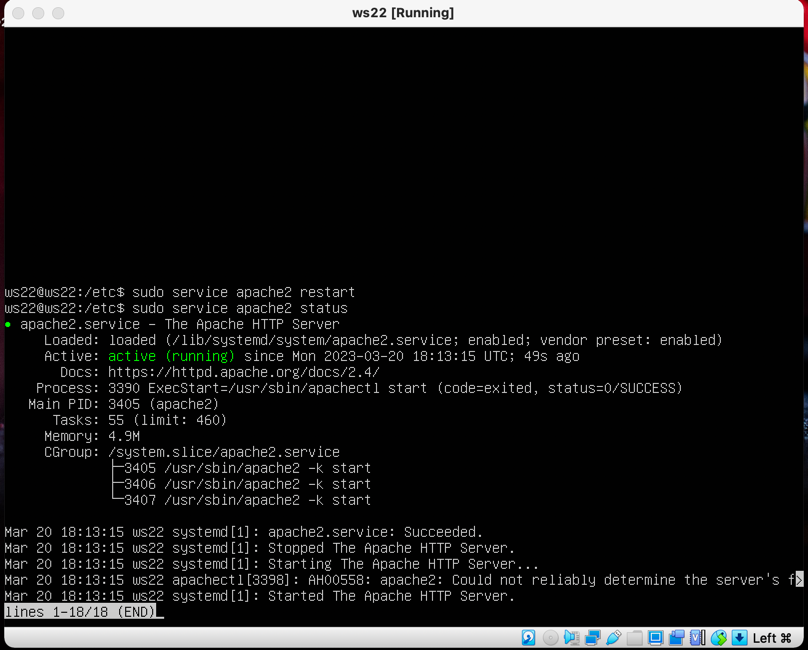 ws22 [Running]
ws22@ws22:/etc$ sudo service apache2 restart
ws22@ws22:/etc$ sudo service apache2 status
● apache2.service - The Apache HTTP Server
Loaded: loaded (/lib/systemd/system/apache2.service; enabled; vendor preset: enabled)
Active: active (running) since Mon 2023-03-20 18:13:15 UTC; 49s ago
Docs: https://httpd.apache.org/docs/2.4/
Process: 3390 ExecStart=/usr/sbin/apachectl start (code=exited, status=0/SUCCESS)
Main PID: 3405 (apache2)
Tasks: 55 (limit: 460)
Memory: 4.9M
CGroup: /system.slice/apache2.service
├─3405 /usr/sbin/apache2 -k start
├─3406 /usr/sbin/apache2 -k start
└─3407 /usr/sbin/apache2 -k start
Mar 20 18:13:15 ws22 systemd[1]: apache2.service: Succeeded.
Mar 20 18:13:15 ws22 systemd[1]: Stopped The Apache HTTP Server.
Mar 20 18:13:15 ws22 systemd[1]: Starting The Apache HTTP Server...
Mar 20 18:13:15 ws22 apachectl[3398]: AH00558: apache2: Could not reliably determine the server's f>
Mar 20 18:13:15 ws22 systemd[1]: Started The Apache HTTP Server.
lines 1-18/18 (END)
Left ⌘